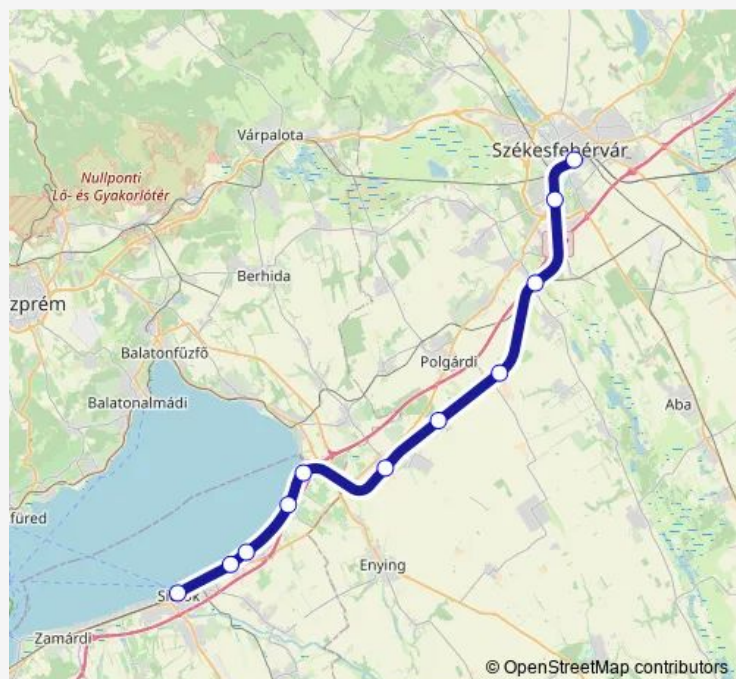 Várpalota
Székesfehérvár
Nullponti
Lő- és Gyakorlótér
Berhida
zprém
Balatonfűzfő
Polgárdi
Balatonalmádi
Aba
füred
Enying
Zamárdi
© OpenStreetMap contributors